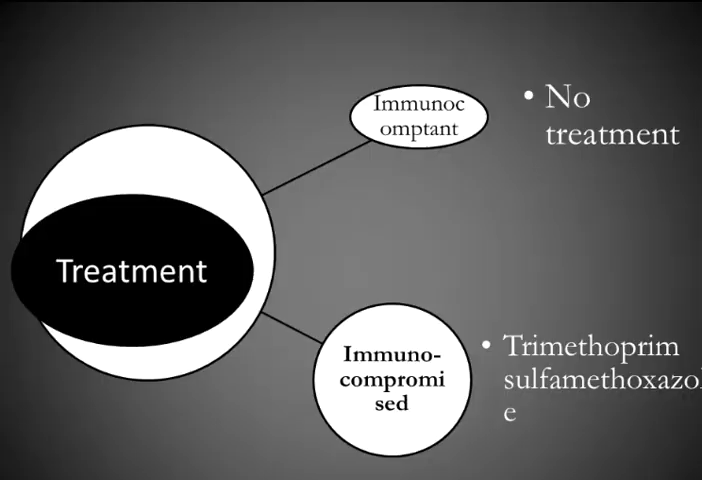 Immunoc
omptant
• No
treatment
Treatment
Immuno-
compromi
sed
• Trimethoprim
sulfamethoxazol
e